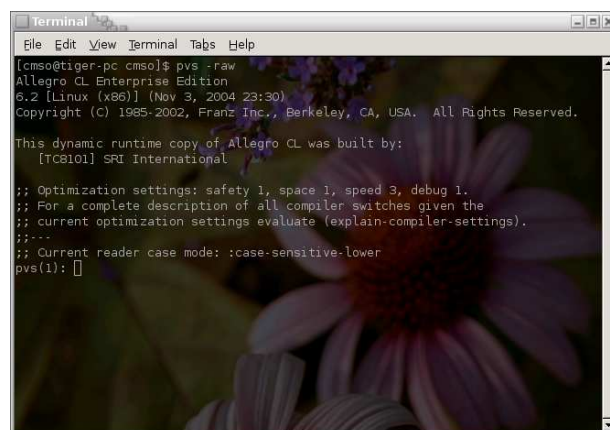 Terminal
File Edit View Terminal Tabs Help
[cmso@tiger-pc cmso]$ pvs -raw
Allegro CL Enterprise Edition
6.2 [Linux (x86)] (Nov 3, 2004 23:30)
Copyright (C) 1985-2002, Franz Inc., Berkeley, CA, USA.  All Rights Reserved.
This dynamic runtime copy of Allegro CL was built by:
   [TC8101] SRI International
;; Optimization settings: safety 1, space 1, speed 3, debug 1.
;; For a complete description of all compiler switches given the
;; current optimization settings evaluate (explain-compiler-settings).
;;---
;; Current reader case mode: :case-sensitive-lower
pvs(1):